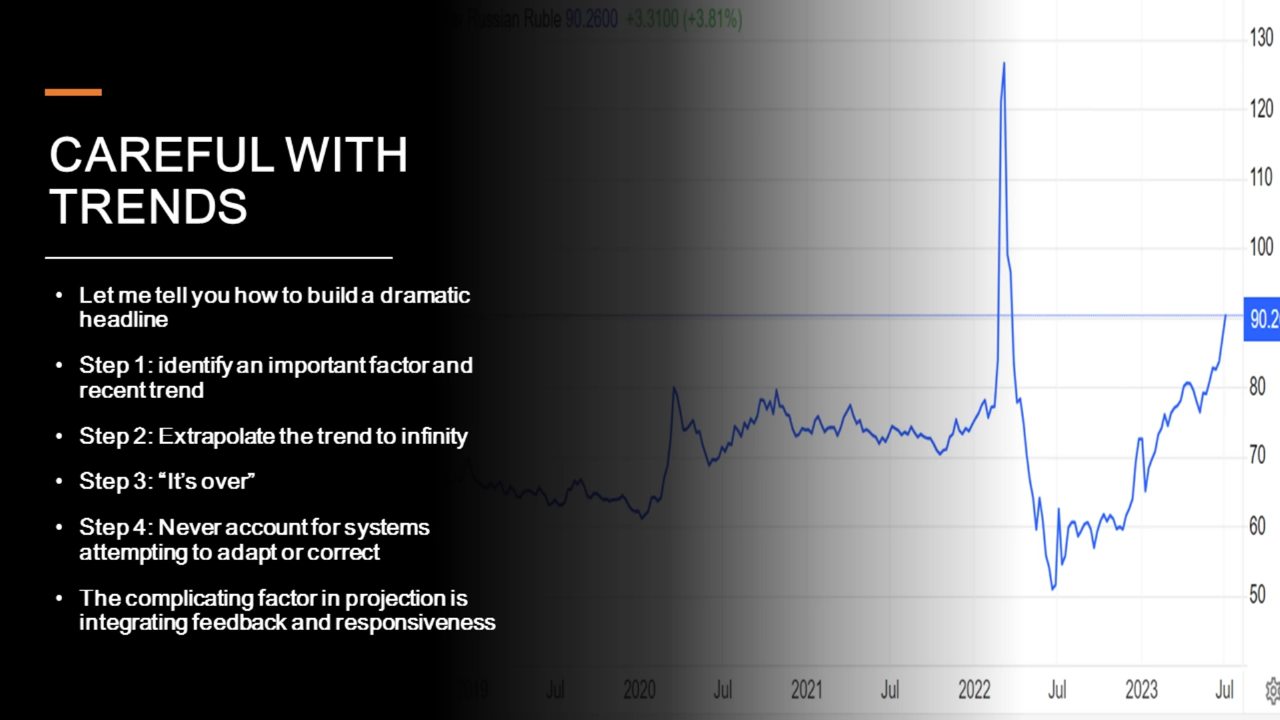 Russian Ruble 90.2600 +3.3100 (+3.81%)
CAREFUL WITH
TRENDS
• Let me tell you how to build a dramatic
headline
• Step 1: identify an important factor and
recent trend
• Step 2: Extrapolate the trend to infinity
• Step 3: “It’s over”
• Step 4: Never account for systems
attempting to adapt or correct
• The complicating factor in projection is
integrating feedback and responsiveness
130
120
110
100
90.2
80
70
60
50
2019 Jul 2020 Jul 2021 Jul 2022 Jul 2023 Jul